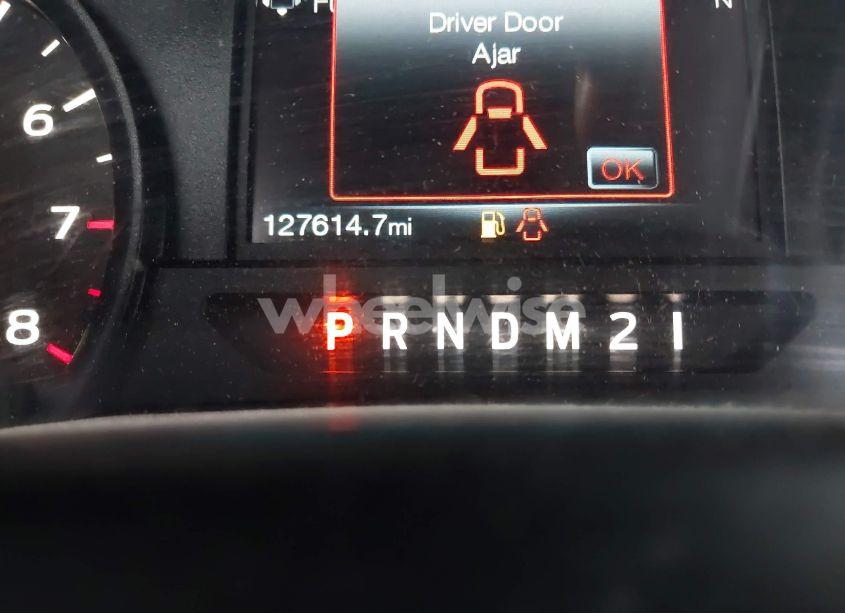 Driver Door
Ajar
OK
6
7
8
127614.7mi
wheelwise
P R N D M 2 1
N